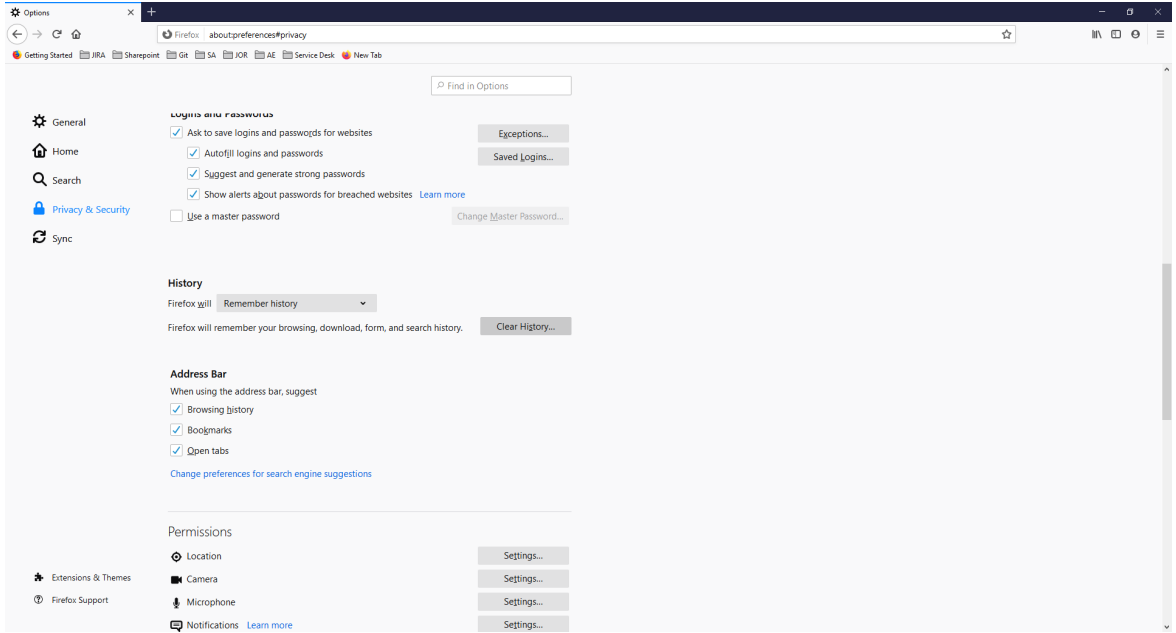 Options
Firefox about:preferences#privacy
Getting Started JIRA Sharepoint Git SA JOR AE Service Desk New Tab
Find in Options
General
Home
Search
Privacy & Security
Sync
Extensions & Themes
Firefox Support
Logins and Passwords
Ask to save logins and passwords for websites Exceptions...
Autofill logins and passwords Saved Logins...
Suggest and generate strong passwords
Show alerts about passwords for breached websites Learn more
Use a master password Change Master Password...
History
Firefox will Remember history
Firefox will remember your browsing, download, form, and search history. Clear History...
Address Bar
When using the address bar, suggest
Browsing history
Bookmarks
Open tabs
Change preferences for search engine suggestions
Permissions
Location Settings...
Camera Settings...
Microphone Settings...
Notifications Learn more Settings...